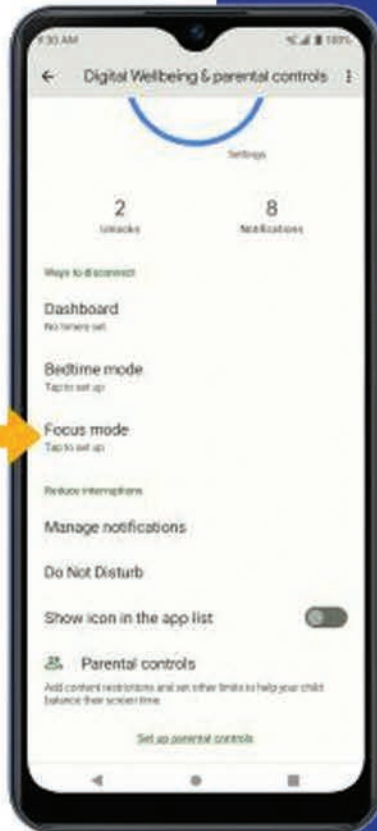 9:30 AM 100%
Digital Wellbeing & parental controls
Settings
2 8
Unlocks Notifications
Ways to disconnect
Dashboard
No timers set
Bedtime mode
Tap to set up
Focus mode
Tap to set up
Reduce interruptions
Manage notifications
Do Not Disturb
Show icon in the app list
Parental controls
Add content restrictions and set other limits to help your child
balance their screen time
Set up parental controls